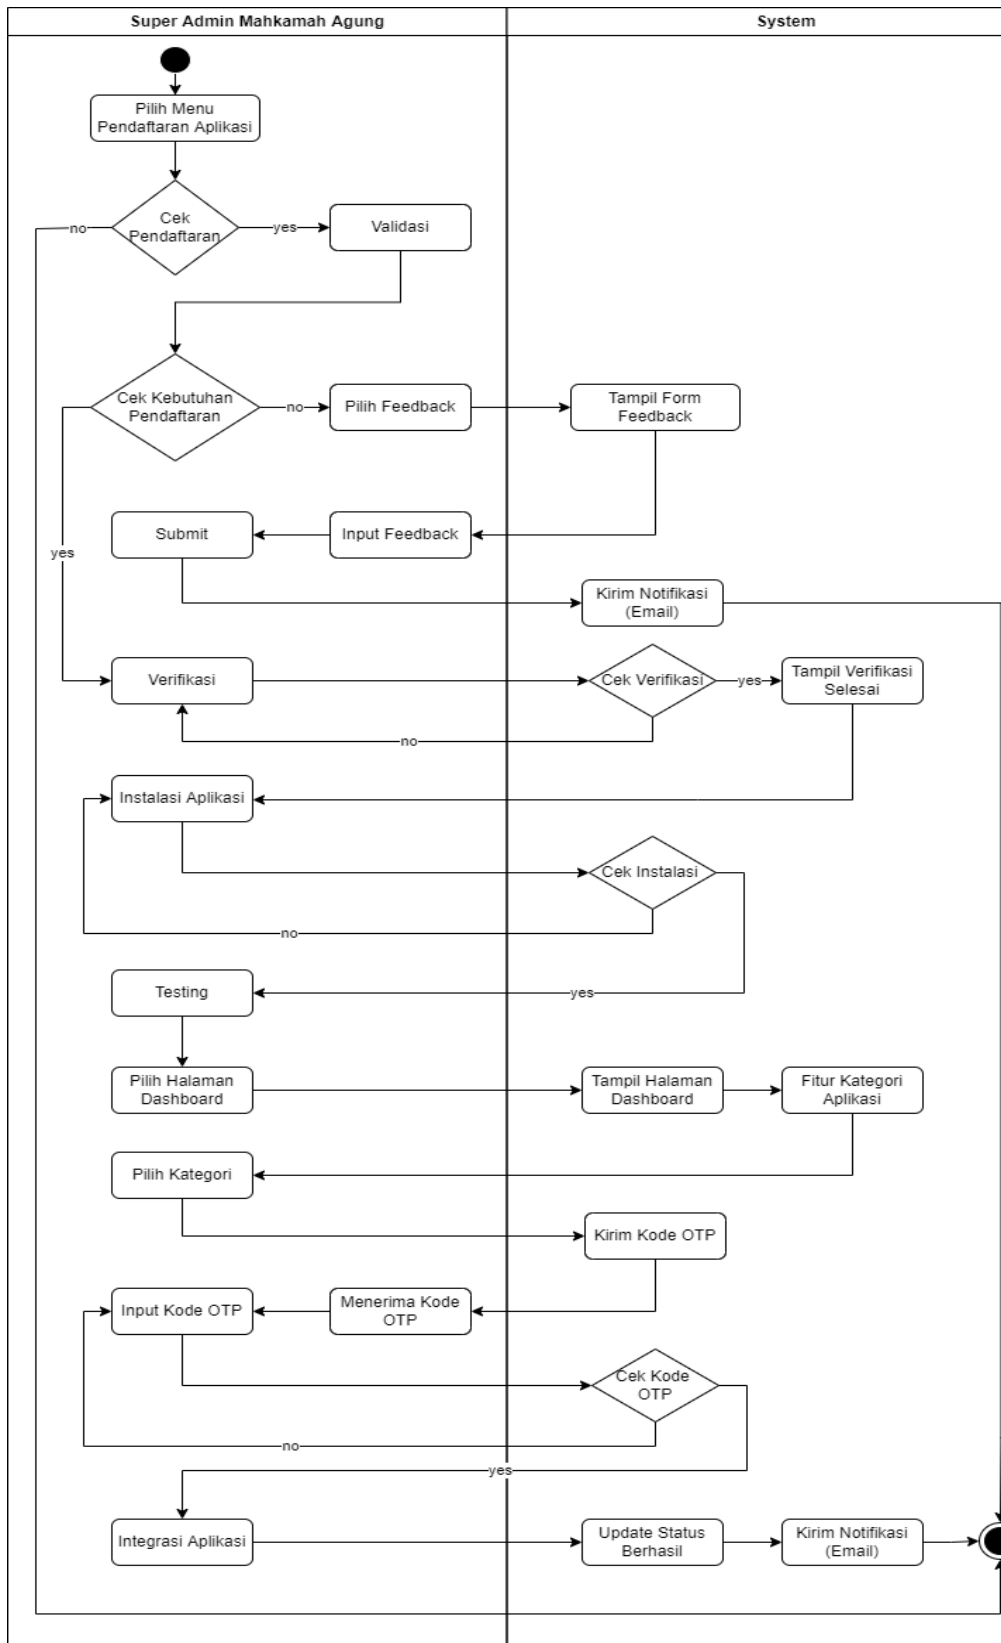 Super Admin Mahkamah Agung
System
Pilih Menu
Pendaftaran Aplikasi
Cek
Pendaftaran
no
yes
Validasi
Cek Kebutuhan
Pendaftaran
no
Pilih Feedback
Tampil Form
Feedback
Submit
Input Feedback
yes
Kirim Notifikasi
(Email)
Verifikasi
Cek Verifikasi
yes
Tampil Verifikasi
Selesai
no
Instalasi Aplikasi
Cek Instalasi
no
Testing
yes
Pilih Halaman
Dashboard
Tampil Halaman
Dashboard
Fitur Kategori
Aplikasi
Pilih Kategori
Kirim Kode OTP
Input Kode OTP
Menerima Kode
OTP
Cek Kode
OTP
no
yes
Integrasi Aplikasi
Update Status
Berhasil
Kirim Notifikasi
(Email)